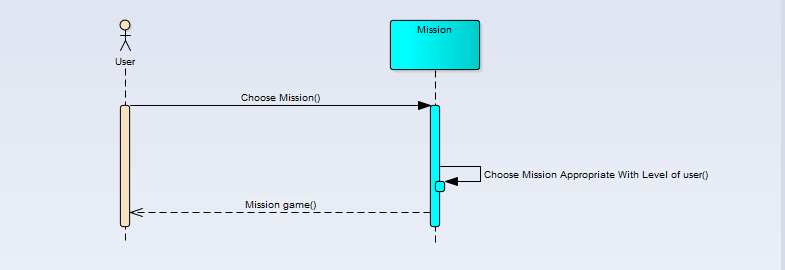 Mission
User
Choose Mission()
Choose Mission Appropriate With Level of user()
Mission game()